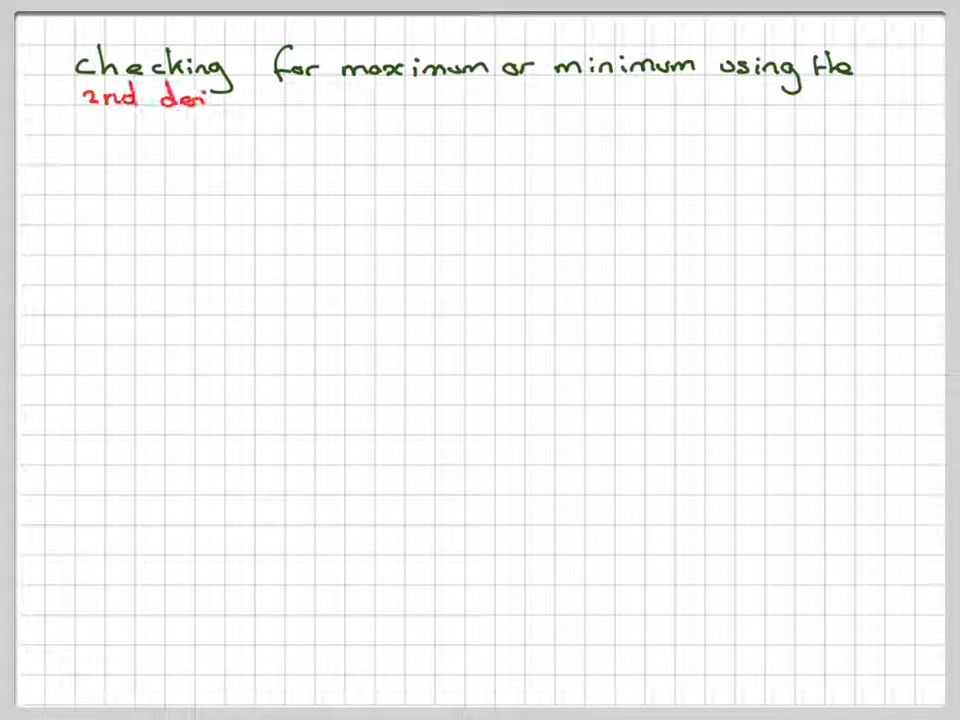 checking for maximum or minimum using the
2nd deri